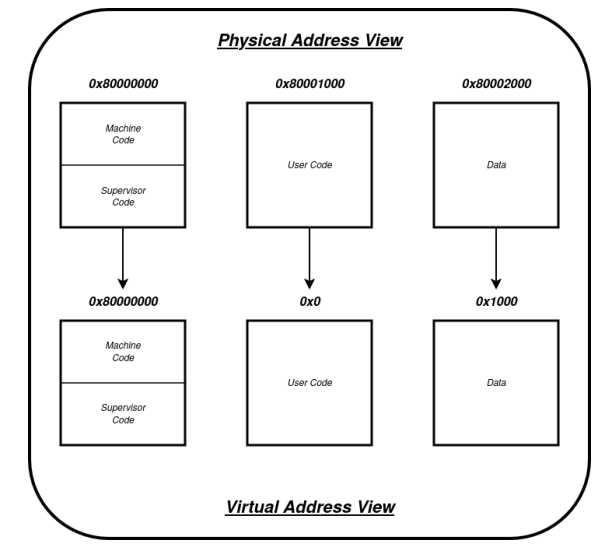 Physical Address View
0x80000000
0x80001000
0x80002000
Machine
Code
Supervisor
Code
User Code
Data
0x80000000
0x0
0x1000
Machine
Code
Supervisor
Code
User Code
Data
Virtual Address View